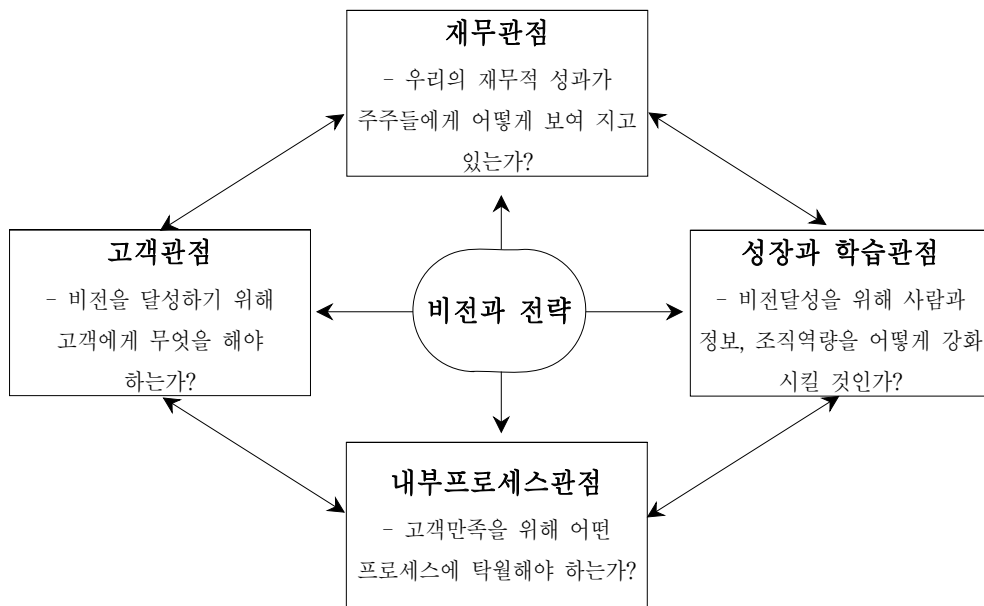 재무관점
- 우리의 재무적 성과가
주주들에게 어떻게 보여 지고
있는가?
고객관점
- 비전을 달성하기 위해
고객에게 무엇을 해야
하는가?
비전과 전략
성장과 학습관점
- 비전달성을 위해 사람과
정보, 조직역량을 어떻게 강화
시킬 것인가?
내부프로세스관점
- 고객만족을 위해 어떤
프로세스에 탁월해야 하는가?